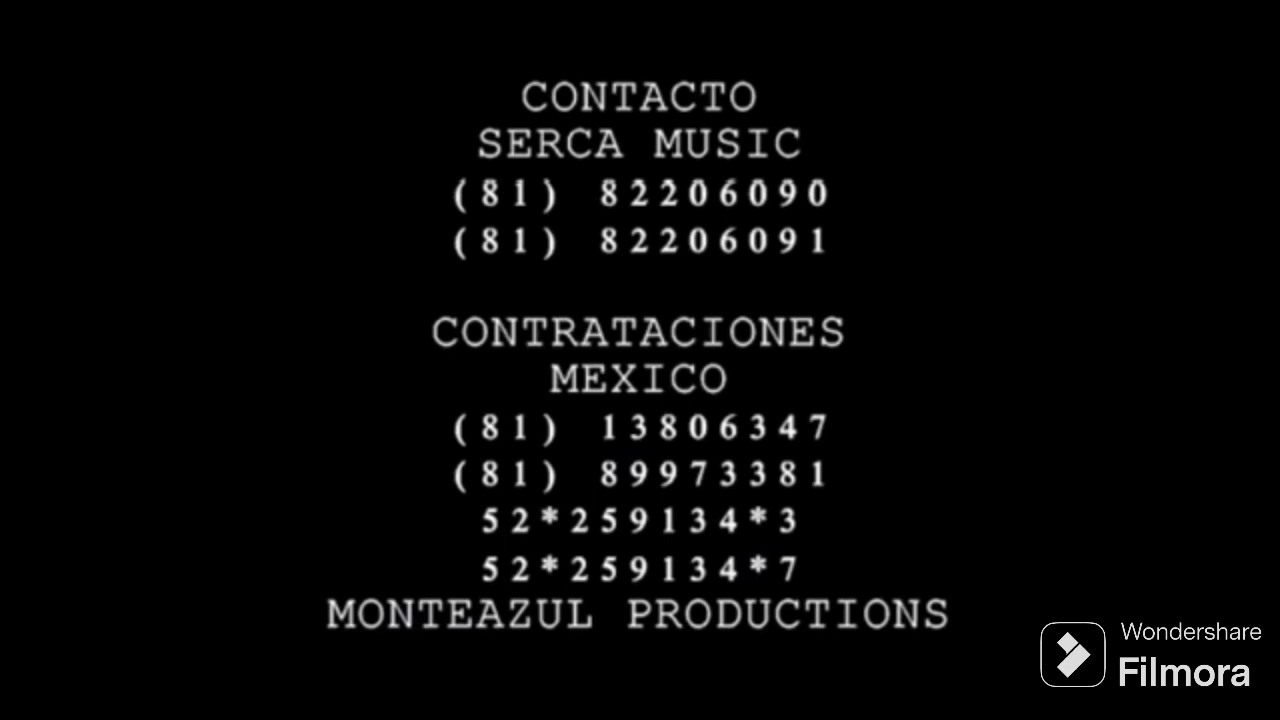 CONTACTO
SERCA MUSIC
(81) 82206090
(81) 82206091
CONTRATACIONES
MEXICO
(81) 13806347
(81) 89973381
52*259134*3
52*259134*7
MONTEAZUL PRODUCTIONS
Wondershare
Filmora